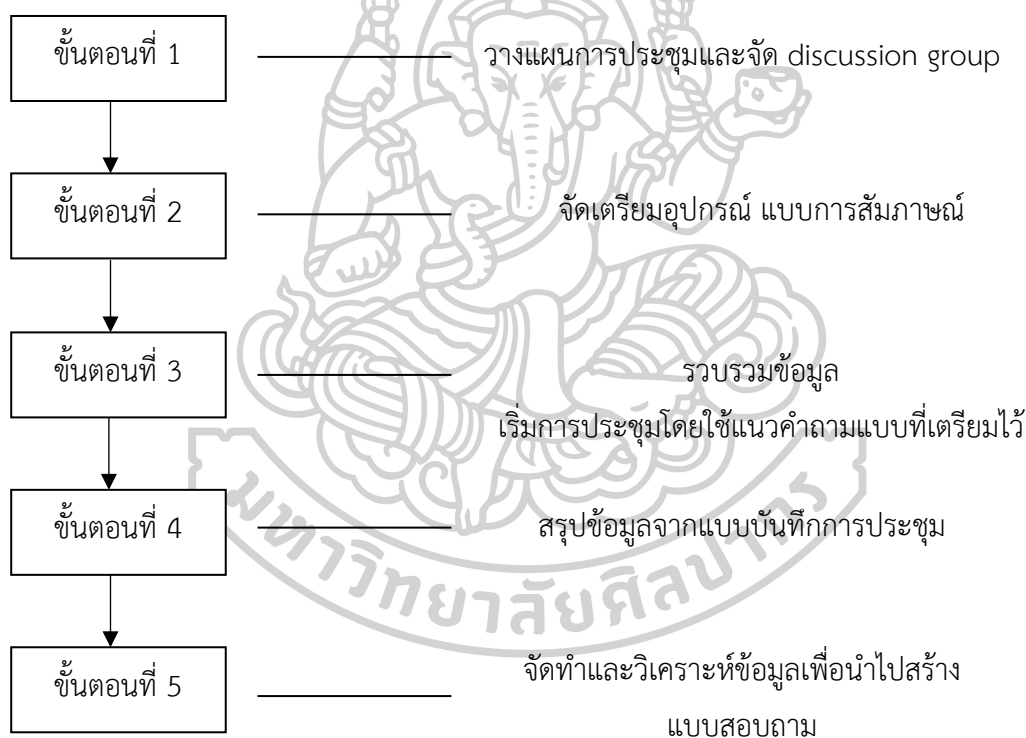 ขั้นตอนที่ 1
วางแผนการประชุมและจัด discussion group
ขั้นตอนที่ 2
จัดเตรียมอุปกรณ์ แบบการสัมภาษณ์
ขั้นตอนที่ 3
รวบรวมข้อมูล
เริ่มการประชุมโดยใช้แนวคำถามแบบที่เตรียมไว้
ขั้นตอนที่ 4
สรุปข้อมูลจากแบบบันทึกการประชุม
ขั้นตอนที่ 5
จัดทำและวิเคราะห์ข้อมูลเพื่อนำไปสร้าง
แบบสอบถาม
มหาวิทยาลัยศิลปากร